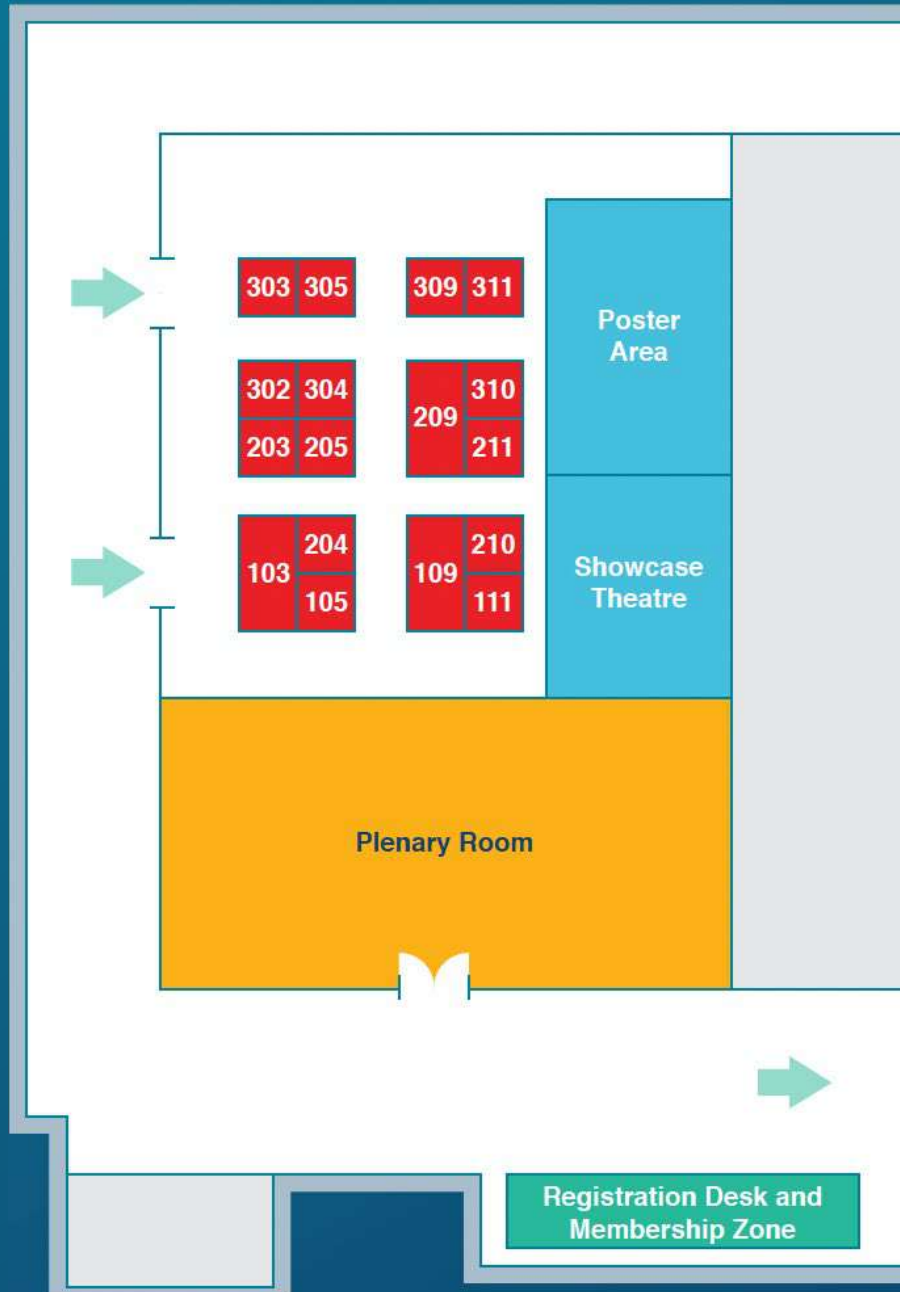 303 305 309 311
Poster
Area
302 304 310
209
203 205 211
204 210
103 109
105 111
Showcase
Theatre
Plenary Room
Registration Desk and
Membership Zone